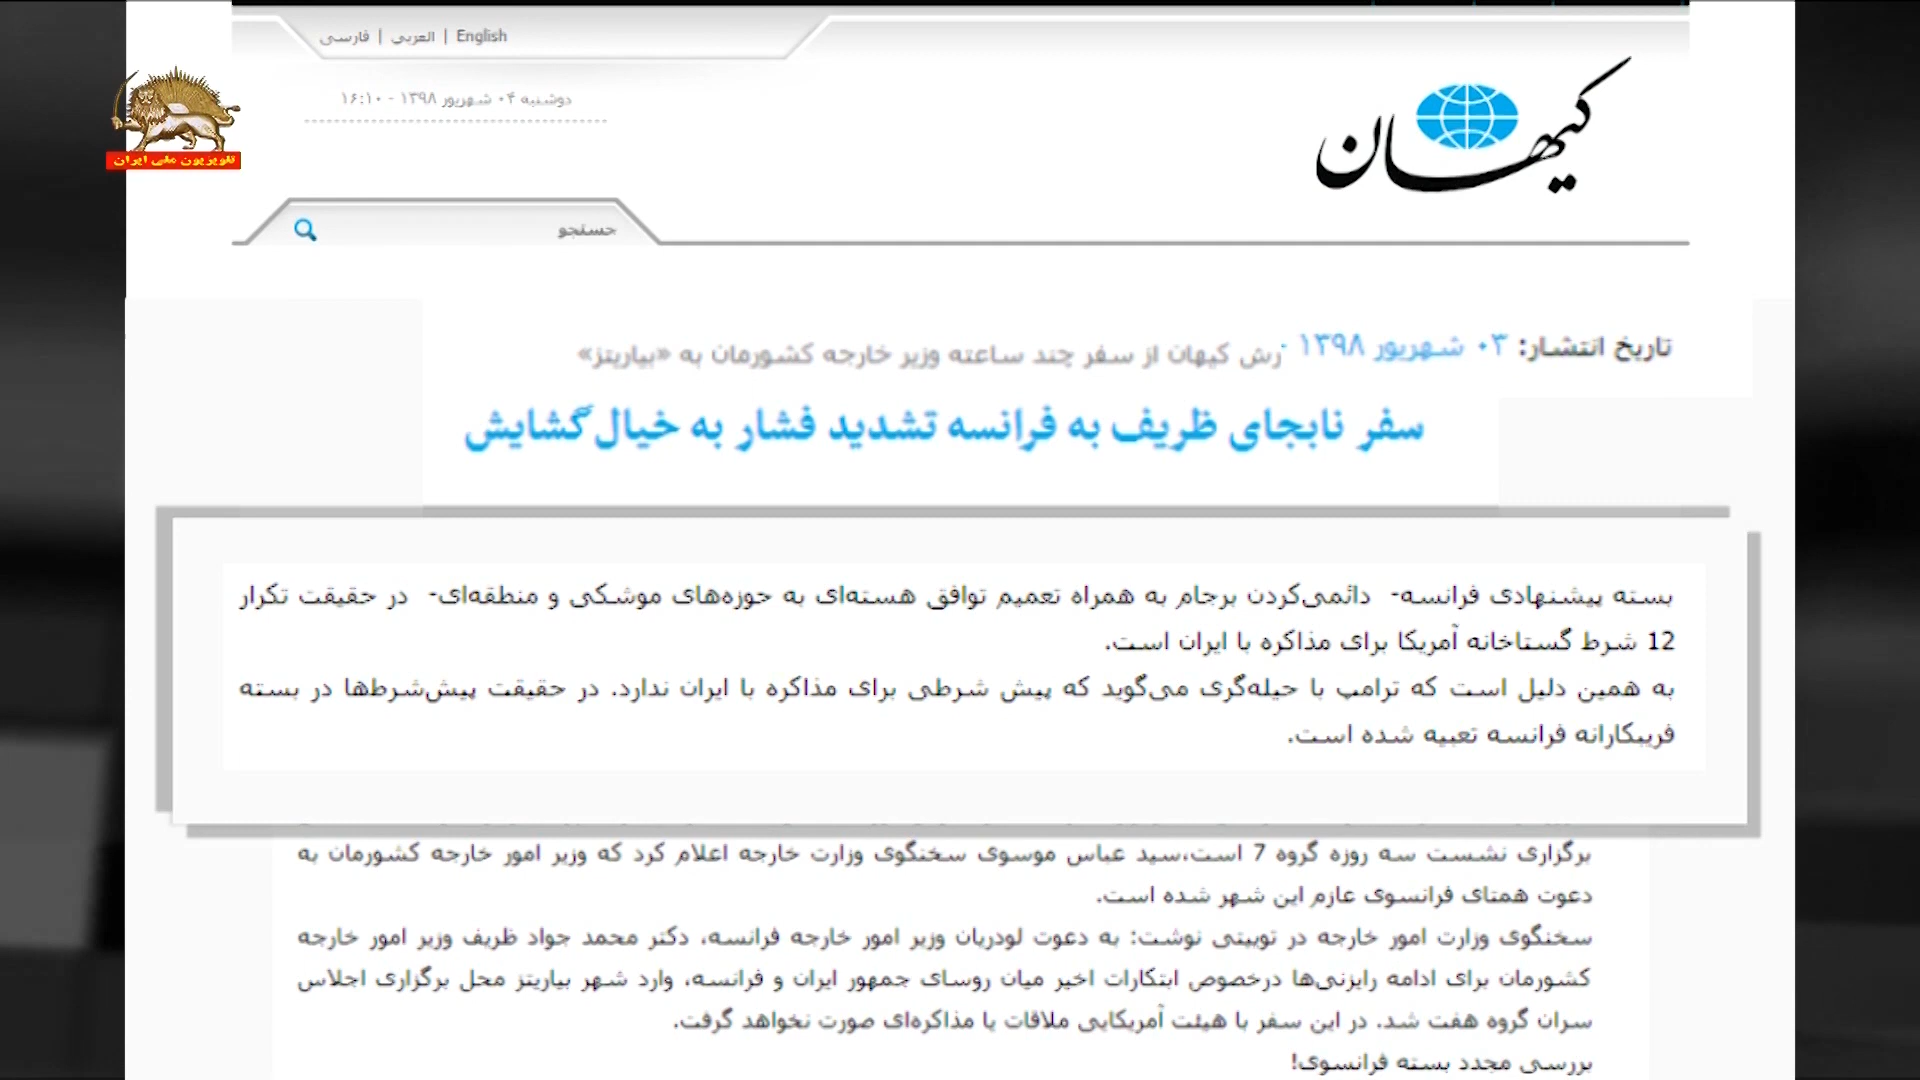 فارسی | العربي | English
دوشنبه ۰۴ شهریور ۱۳۹۸ - ۱۶:۱۰
کیهان
تلویزیون ملی ایران
جستجو
تاریخ انتشار: ۰۳ شهریور ۱۳۹۸ -
رش کیهان از سفر چند ساعته وزیر خارجه کشورمان به «بیاریتز»
سفر نابجای ظریف به فرانسه تشدید فشار به خیال گشایش
بسته پیشنهادی فرانسه- دائمی‌کردن برجام به همراه تعمیم توافق هسته‌ای به حوزه‌های موشکی و منطقه‌ای- در حقیقت تکرار
12 شرط گستاخانه آمریکا برای مذاکره با ایران است.
به همین دلیل است که ترامپ با حیله‌گری می‌گوید که پیش شرطی برای مذاکره با ایران ندارد. در حقیقت پیش‌شرط‌ها در بسته
فریبکارانه فرانسه تعبیه شده است.
برگزاری نشست سه روزه گروه 7 است،سید عباس موسوی سخنگوی وزارت خارجه اعلام کرد که وزیر امور خارجه کشورمان به
دعوت همتای فرانسوی عازم این شهر شده است.
سخنگوی وزارت امور خارجه در توییتی نوشت: به دعوت لودریان وزیر امور خارجه فرانسه، دکتر محمد جواد ظریف وزیر امور خارجه
کشورمان برای ادامه رایزنی‌ها درخصوص ابتکارات اخیر میان روسای جمهور ایران و فرانسه، وارد شهر بیاریتز محل برگزاری اجلاس
سران گروه هفت شد. در این سفر با هیئت آمریکایی ملاقات یا مذاکره‌ای صورت نخواهد گرفت.
بررسی مجدد بسته فرانسوی!